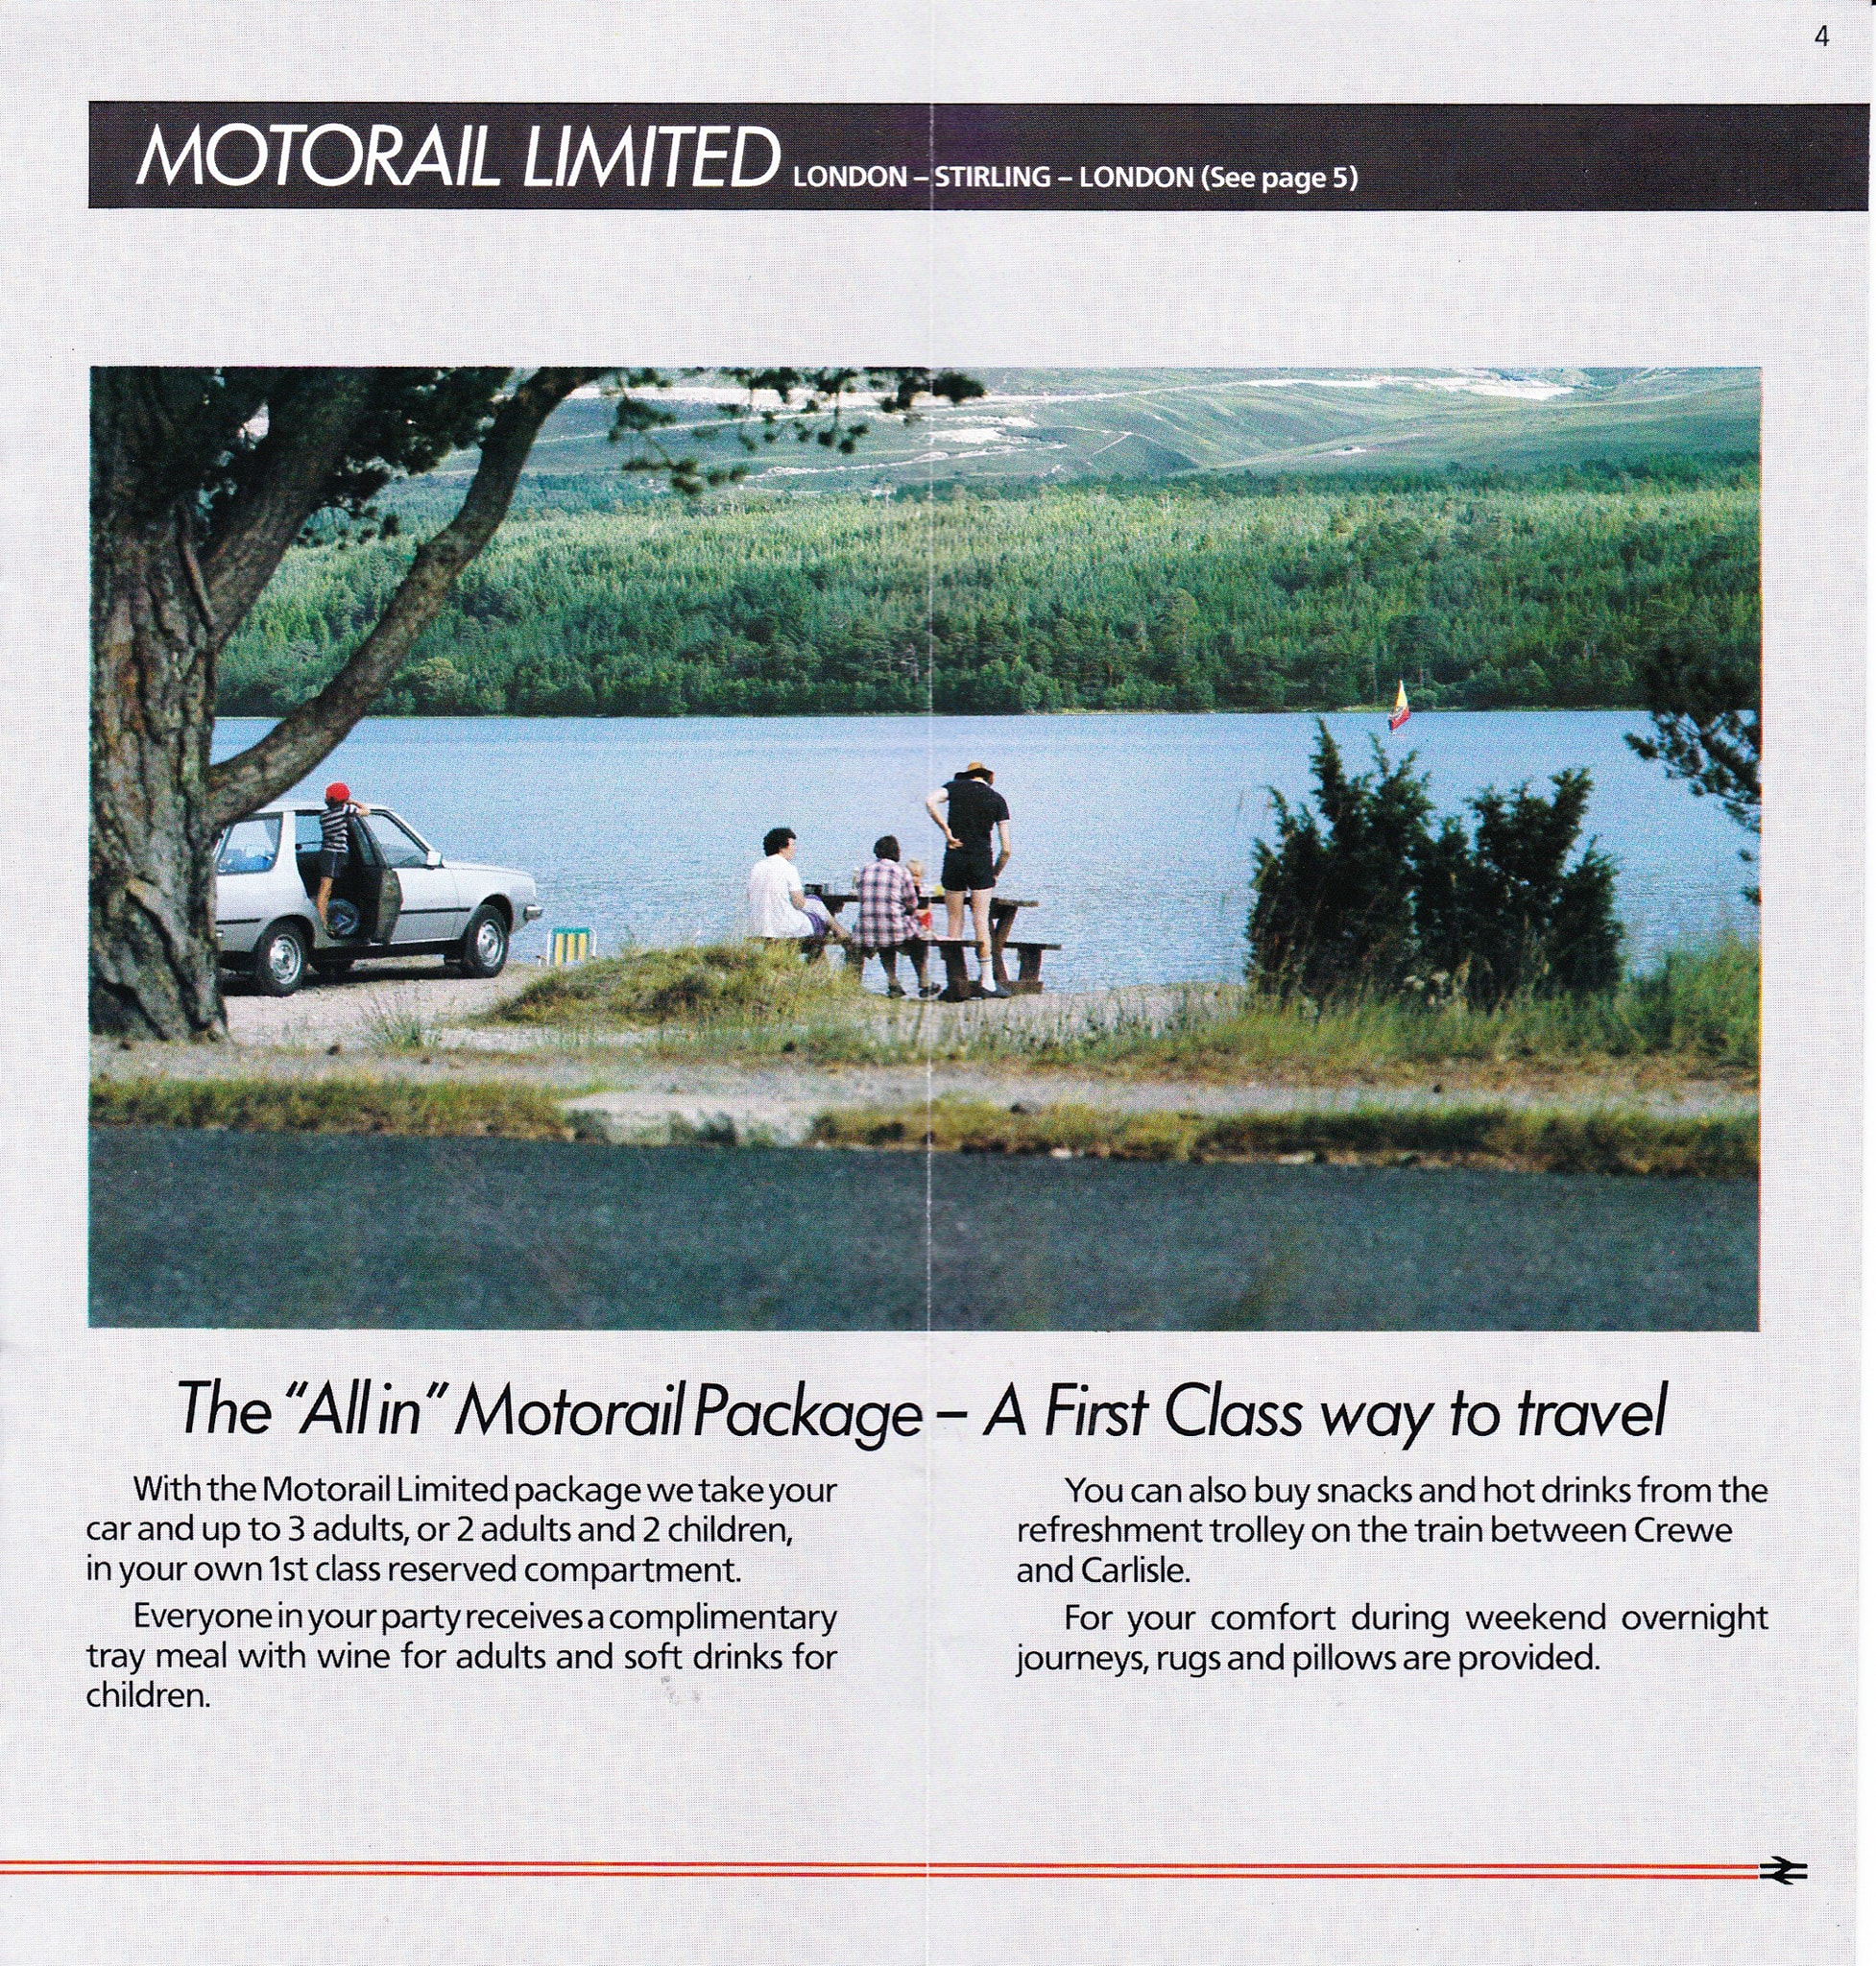 4
MOTORAIL LIMITED LONDON – STIRLING – LONDON (See page 5)
The “All in” Motorail Package – A First Class way to travel
With the Motorail Limited package we take your
car and up to 3 adults, or 2 adults and 2 children,
in your own 1st class reserved compartment.
Everyone in your party receives a complimentary
tray meal with wine for adults and soft drinks for
children.
You can also buy snacks and hot drinks from the
refreshment trolley on the train between Crewe
and Carlisle.
For your comfort during weekend overnight
journeys, rugs and pillows are provided.